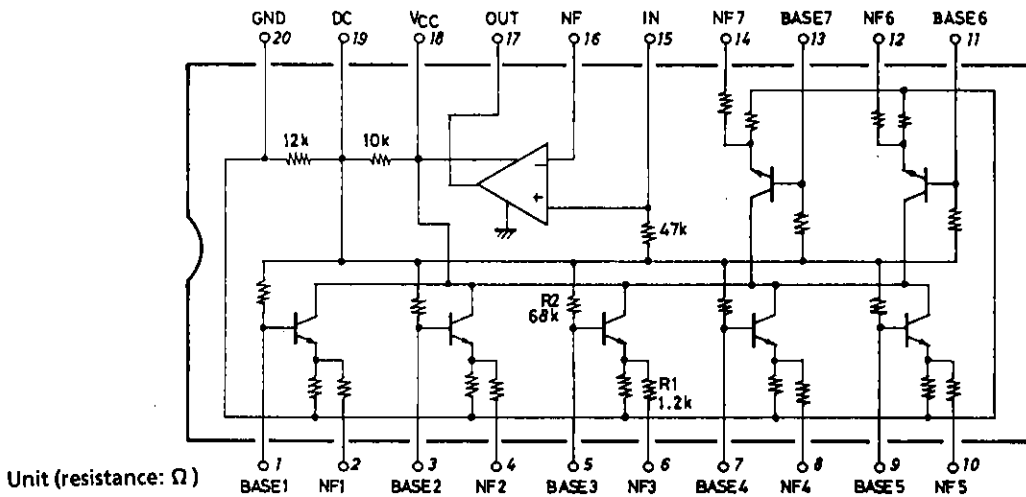 GND DC VCC OUT NF IN NF7 BASE7 NF6 BASE6
20 19 18 17 16 15 14 13 12 11
12k 10k
−
+
47k
R2
68k
R1
1.2k
1 2 3 4 5 6 7 8 9 10
Unit (resistance: Ω) BASE1 NF1 BASE2 NF2 BASE3 NF3 BASE4 NF4 BASE5 NF5